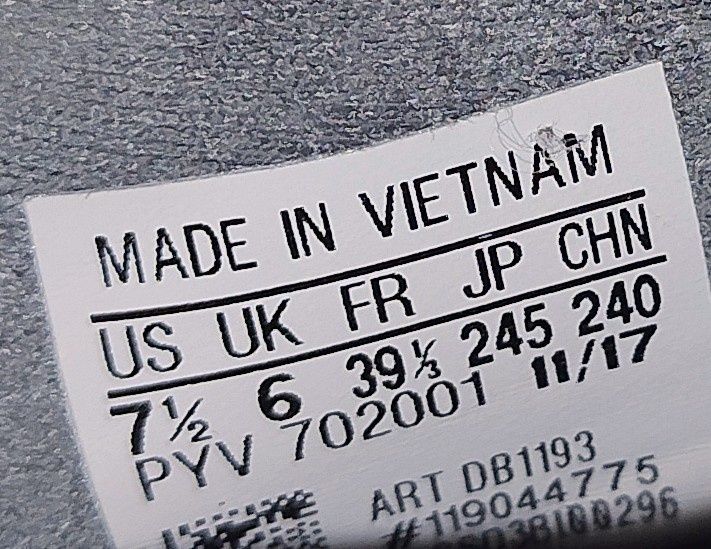 MADE IN VIETNAM
US UK FR JP CHN
7½ 6 39⅓ 245 240
PYV 702001 11/17
ART DB1193
#119044775